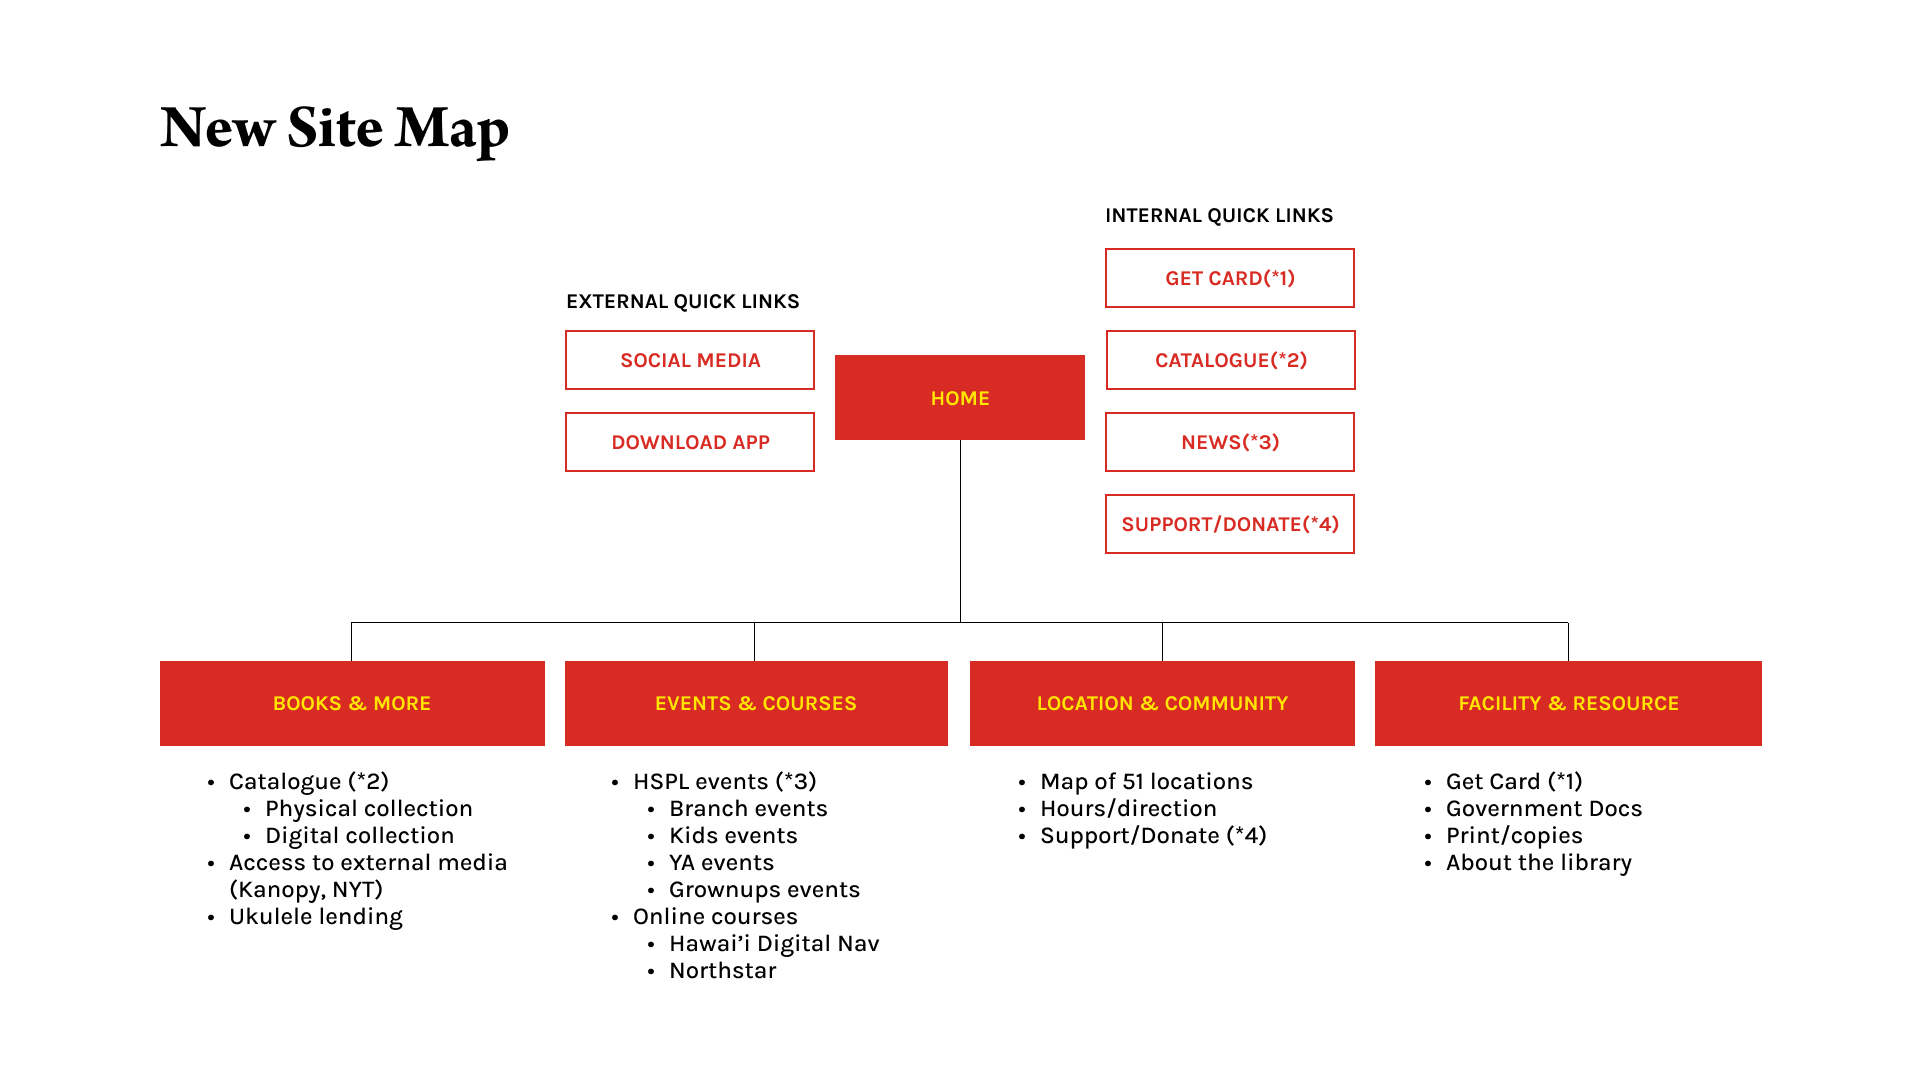 New Site Map
INTERNAL QUICK LINKS
GET CARD(*1)
EXTERNAL QUICK LINKS
SOCIAL MEDIA
CATALOGUE(*2)
HOME
DOWNLOAD APP
NEWS(*3)
SUPPORT/DONATE(*4)
BOOKS & MORE
• Catalogue (*2)
• Physical collection
• Digital collection
• Access to external media
(Kanopy, NYT)
• Ukulele lending
EVENTS & COURSES
• HSPL events (*3)
• Branch events
• Kids events
• YA events
• Grownups events
• Online courses
• Hawai’i Digital Nav
• Northstar
LOCATION & COMMUNITY
• Map of 51 locations
• Hours/direction
• Support/Donate (*4)
FACILITY & RESOURCE
• Get Card (*1)
• Government Docs
• Print/copies
• About the library